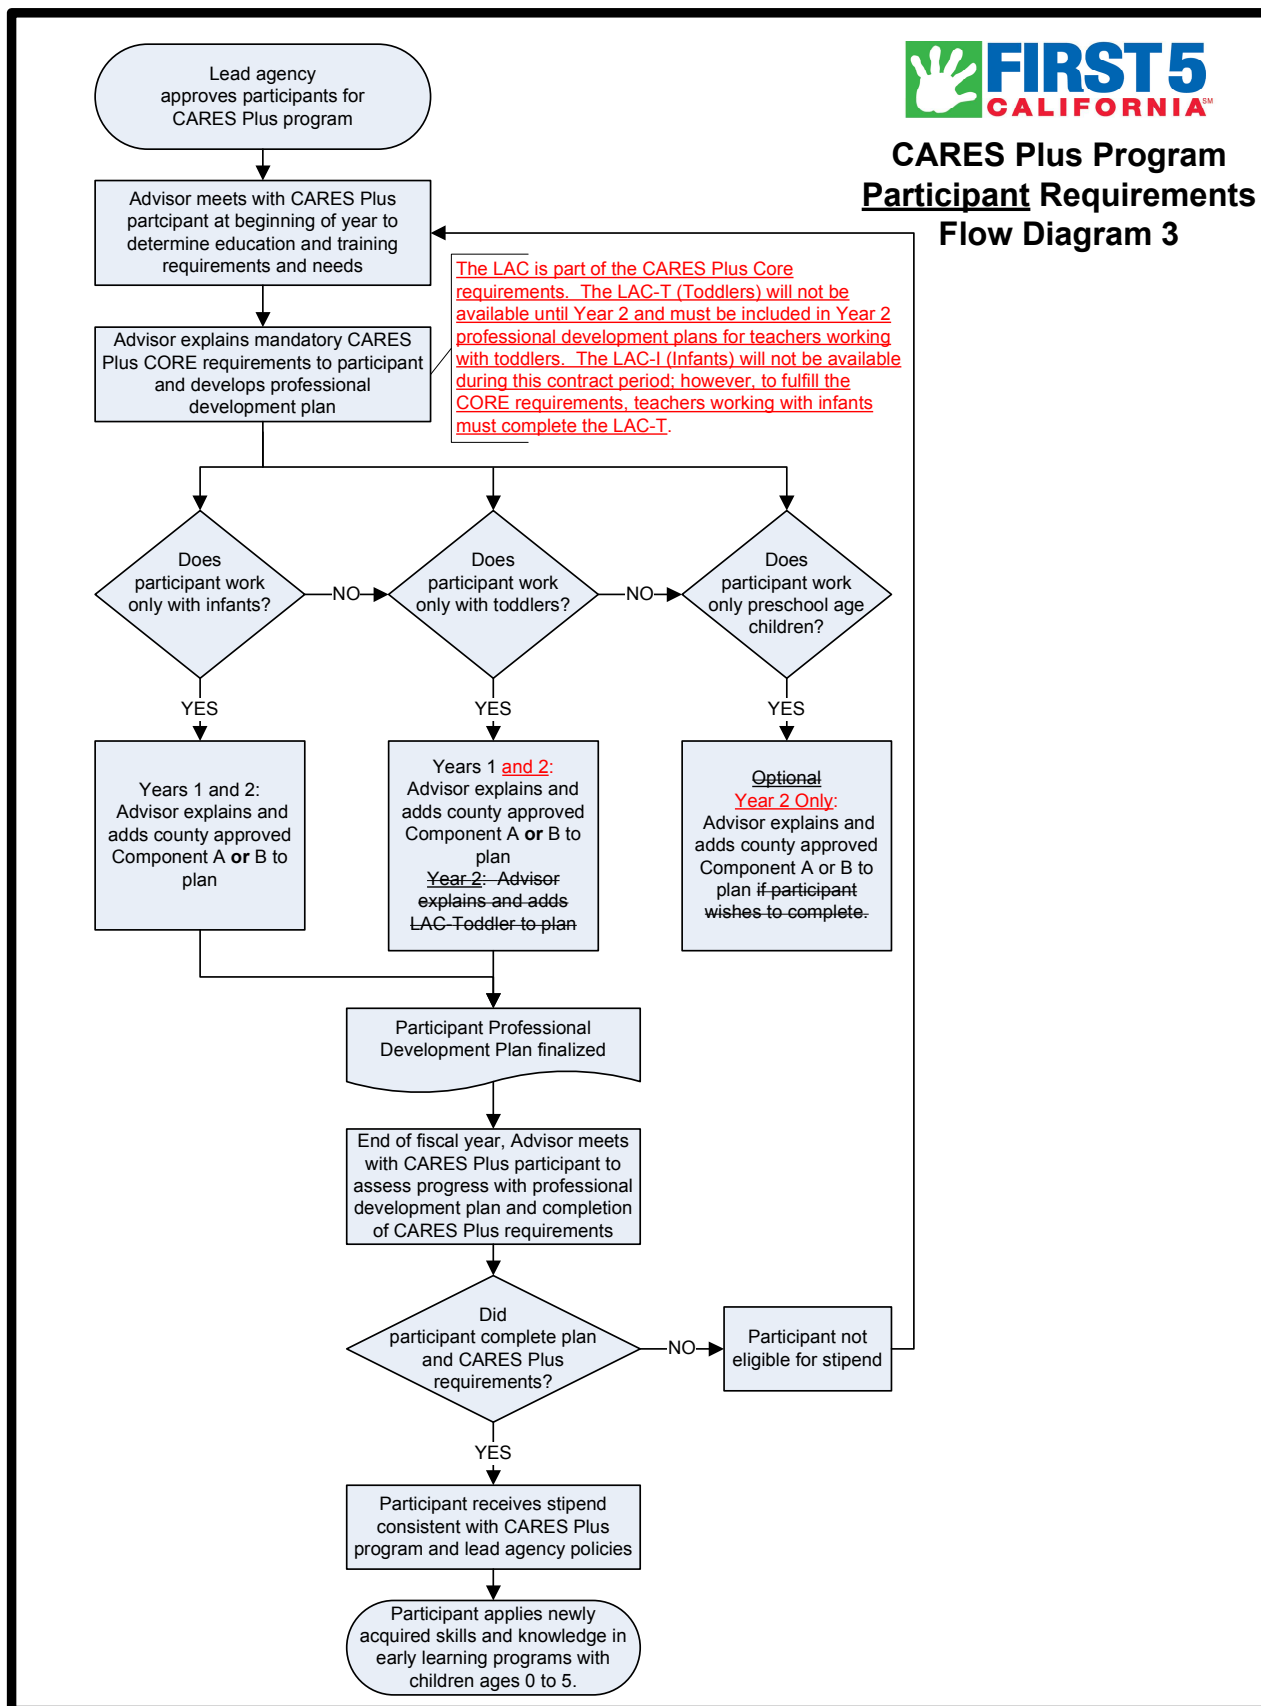 Lead agency
approves participants for
CARES Plus program
FIRST 5
CALIFORNIA SM
CARES Plus Program
Participant Requirements
Flow Diagram 3
Advisor meets with CARES Plus
partcipant at beginning of year to
determine education and training
requirements and needs
The LAC is part of the CARES Plus Core
requirements. The LAC-T (Toddlers) will not be
available until Year 2 and must be included in Year 2
professional development plans for teachers working
with toddlers. The LAC-I (Infants) will not be available
during this contract period; however, to fulfill the
CORE requirements, teachers working with infants
must complete the LAC-T.
Advisor explains mandatory CARES
Plus CORE requirements to participant
and develops professional
development plan
Does
participant work
only with infants?
NO
Does
participant work
only with toddlers?
NO
Does
participant work
only preschool age
children?
YES
YES
YES
Years 1 and 2:
Advisor explains and
adds county approved
Component A or B to
plan
Years 1 and 2:
Advisor explains and
adds county approved
Component A or B to
plan
Year 2: Advisor
explains and adds
LAC-Toddler to plan
Optional
Year 2 Only:
Advisor explains and
adds county approved
Component A or B to
plan if participant
wishes to complete.
Participant Professional
Development Plan finalized
End of fiscal year, Advisor meets
with CARES Plus participant to
assess progress with professional
development plan and completion
of CARES Plus requirements
Did
participant complete plan
and CARES Plus
requirements?
NO
Participant not
eligible for stipend
YES
Participant receives stipend
consistent with CARES Plus
program and lead agency policies
Participant applies newly
acquired skills and knowledge in
early learning programs with
children ages 0 to 5.